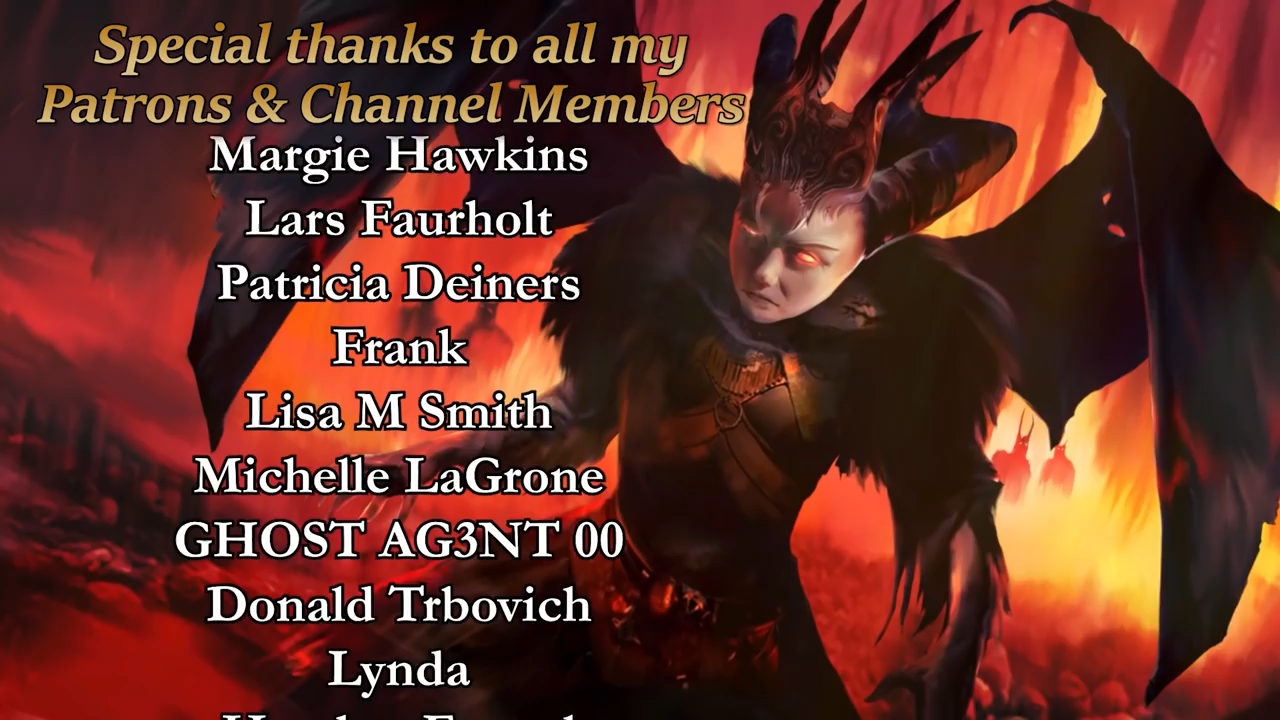 Special thanks to all my
Patrons & Channel Members
Margie Hawkins
Lars Faurholt
Patricia Deiners
Frank
Lisa M Smith
Michelle LaGrone
GHOST AG3NT 00
Donald Trbovich
Lynda